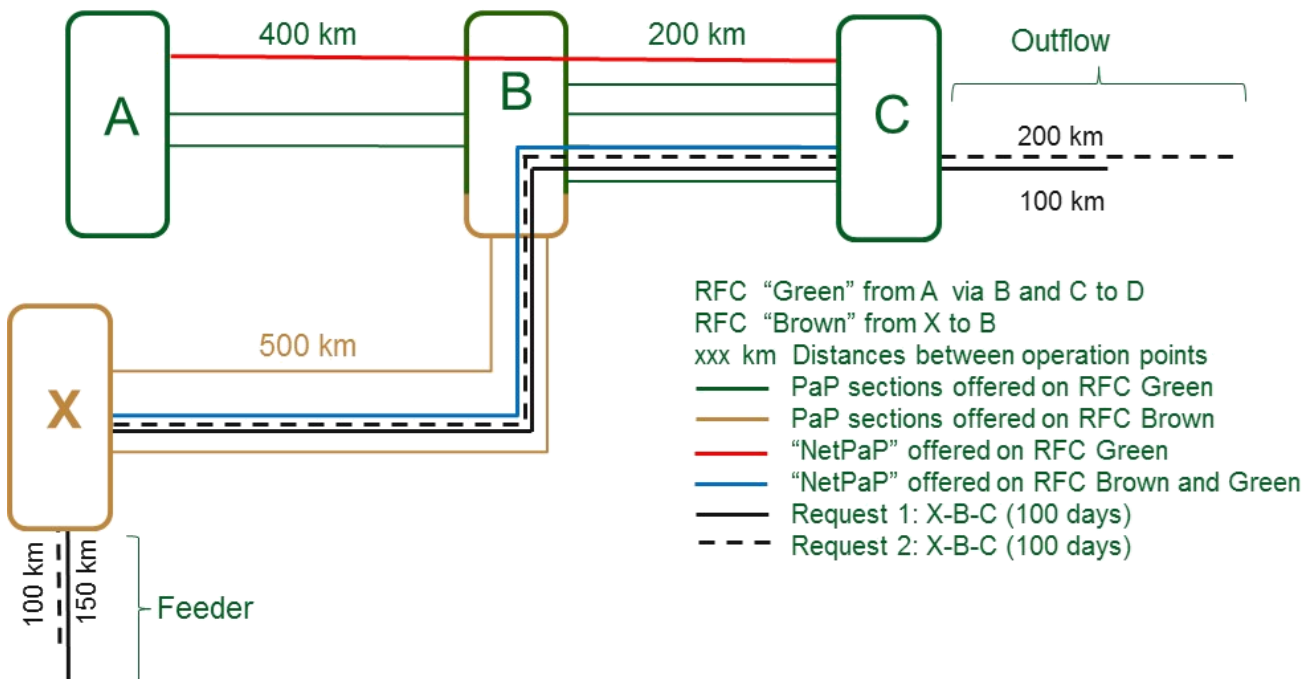 400 km
200 km
Outflow
A
B
C
200 km
100 km
RFC “Green” from A via B and C to D
RFC “Brown” from X to B
500 km
xxx km Distances between operation points
PaP sections offered on RFC Green
X
PaP sections offered on RFC Brown
“NetPaP” offered on RFC Green
“NetPaP” offered on RFC Brown and Green
Request 1: X-B-C (100 days)
Request 2: X-B-C (100 days)
100 km
150 km
Feeder